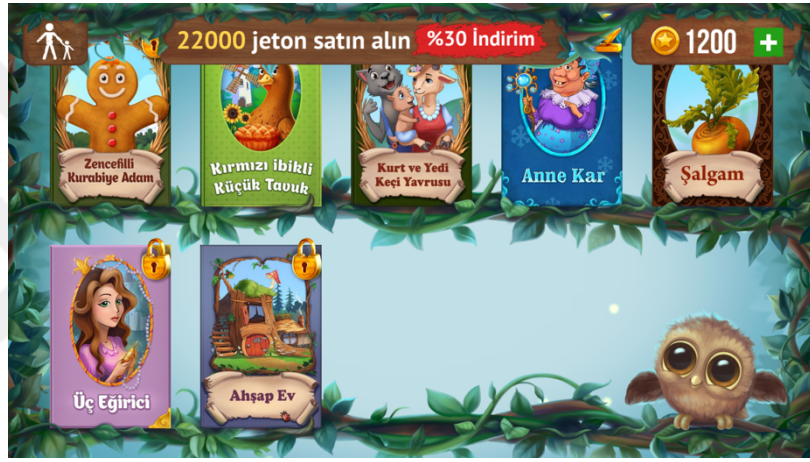 22000 jeton satın alın %30 İndirim
1200
Zencefilli
Kurabiye Adam
Kırmızı ibikli
Küçük Tavuk
Kurt ve Yedi
Keçi Yavrusu
Anne Kar
Şalgam
Üç Eğirici
Ahşap Ev